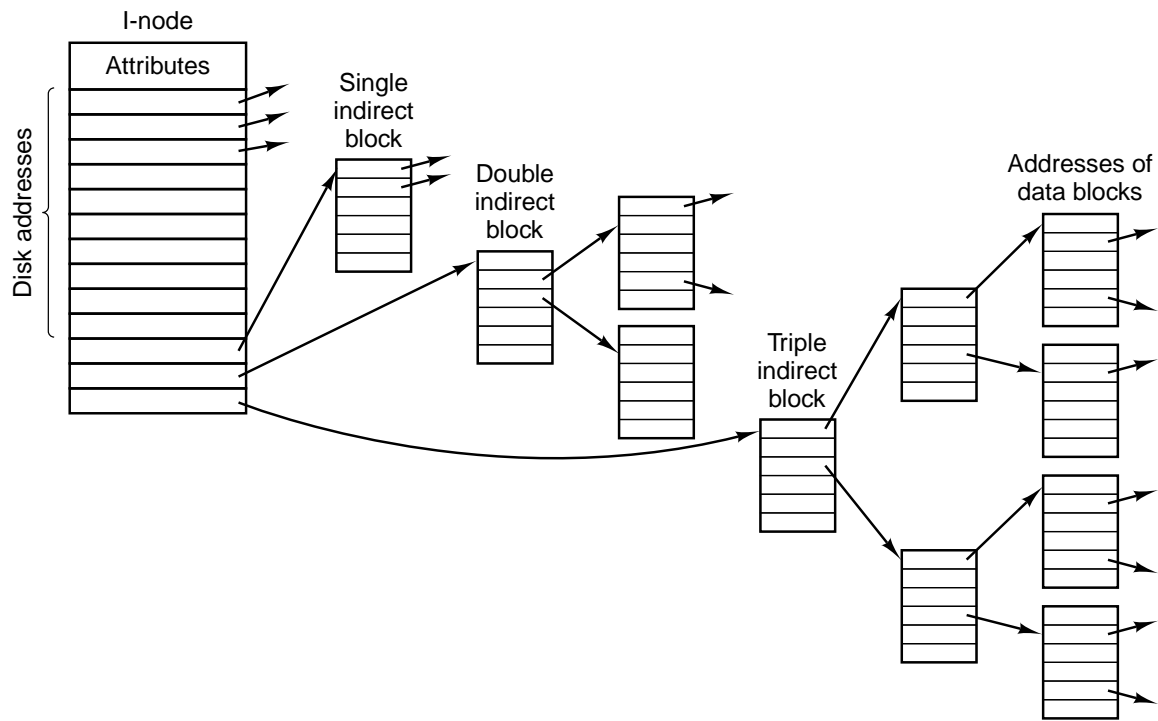 I-node
Attributes
Disk addresses
Single
indirect
block
Double
indirect
block
Triple
indirect
block
Addresses of
data blocks